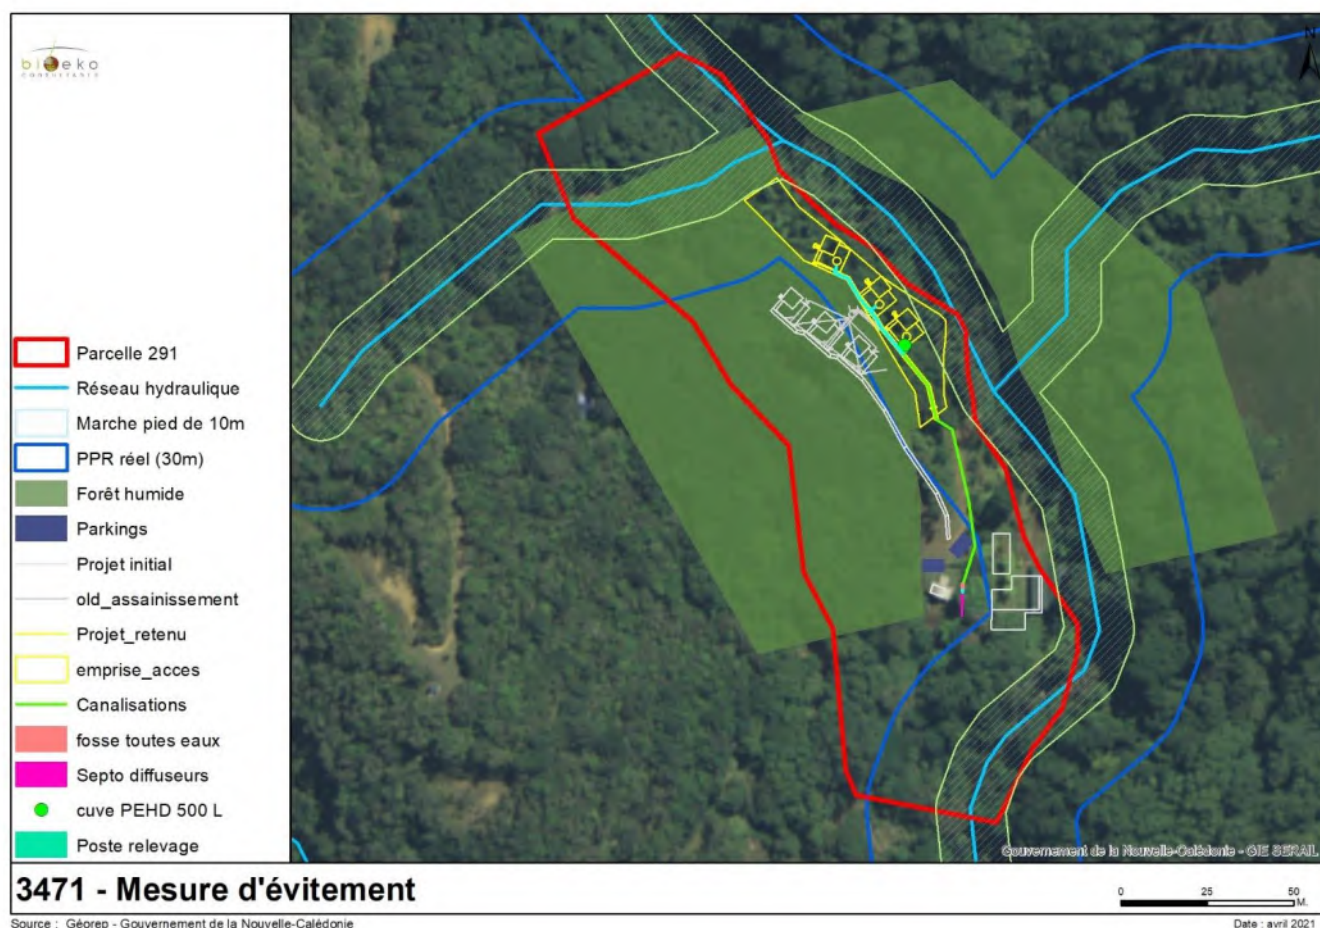 bioeko
CONSULTANTS
N
Parcelle 291
Réseau hydraulique
Marche pied de 10m
PPR réel (30m)
Forêt humide
Parkings
Projet initial
old_assainissement
Projet_retenu
emprise_acces
Canalisations
fosse toutes eaux
Septo diffuseurs
cuve PEHD 500 L
Poste relevage
Gouvernement de la Nouvelle-Calédonie - GIE SERAIL
3471 - Mesure d'évitement
0 25 50
M.
Source : Géorep - Gouvernement de la Nouvelle-Calédonie
Date : avril 2021